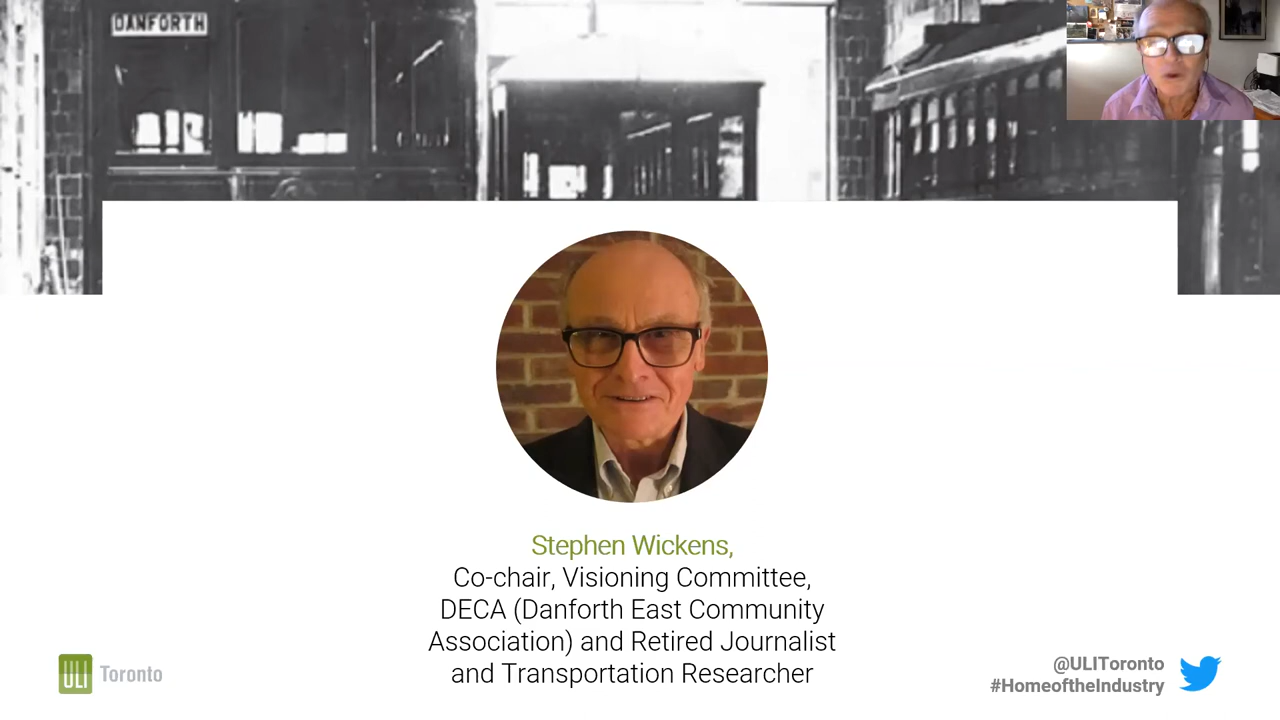 DANFORTH
Stephen Wickens,
Co-chair, Visioning Committee,
DECA (Danforth East Community
Association) and Retired Journalist
and Transportation Researcher
ULI Toronto
@ULIToronto
#HomeoftheIndustry